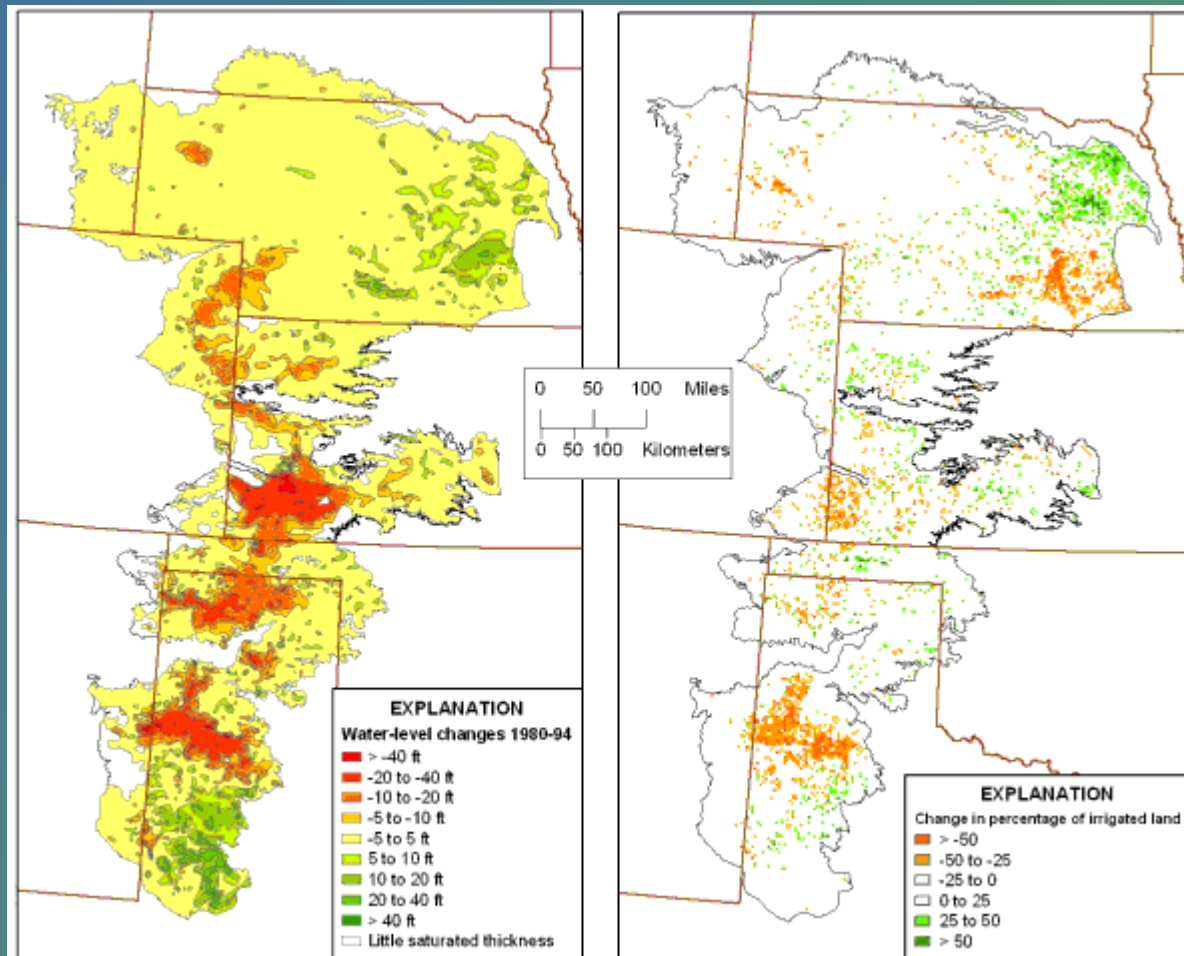 0 50 100 Miles
0 50 100 Kilometers
EXPLANATION
Water-level changes 1980-94
> -40 ft
-20 to -40 ft
-10 to -20 ft
-5 to -10 ft
-5 to 5 ft
5 to 10 ft
10 to 20 ft
20 to 40 ft
> 40 ft
Little saturated thickness
EXPLANATION
Change in percentage of irrigated land
> -50
-50 to -25
-25 to 0
0 to 25
25 to 50
> 50